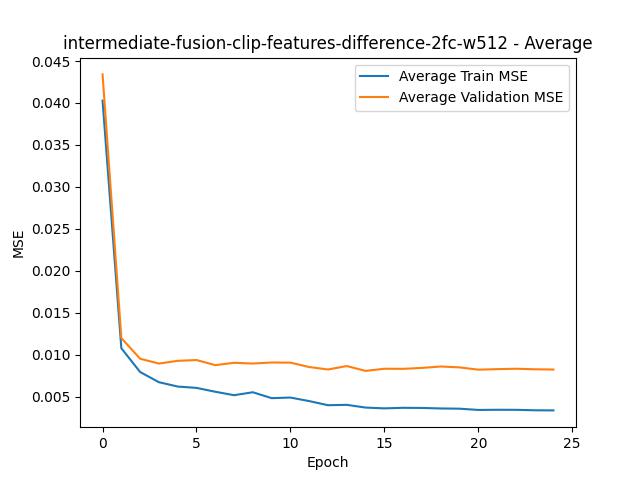 intermediate-fusion-clip-features-difference-2fc-w512 - Average
Average Train MSE
Average Validation MSE
MSE
0.045
0.040
0.035
0.030
0.025
0.020
0.015
0.010
0.005
0 5 10 15 20 25
Epoch